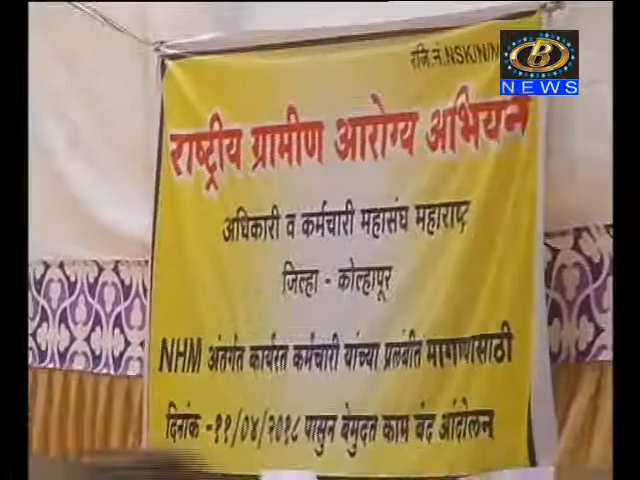 रजि.नं.NSK/N/
B
NEWS
राष्ट्रीय ग्रामीण आरोग्य अभियन
अधिकारी व कर्मचारी महासंघ महाराष्ट्र
जिल्हा - कोल्हापूर
NHM अंतर्गत कार्यरत कर्मचारी यांच्या प्रलंबीत मागण्यासाठी
दिनांक -११/०४/२०१८ पासुन बेमुदत काम बंद आंदोलन